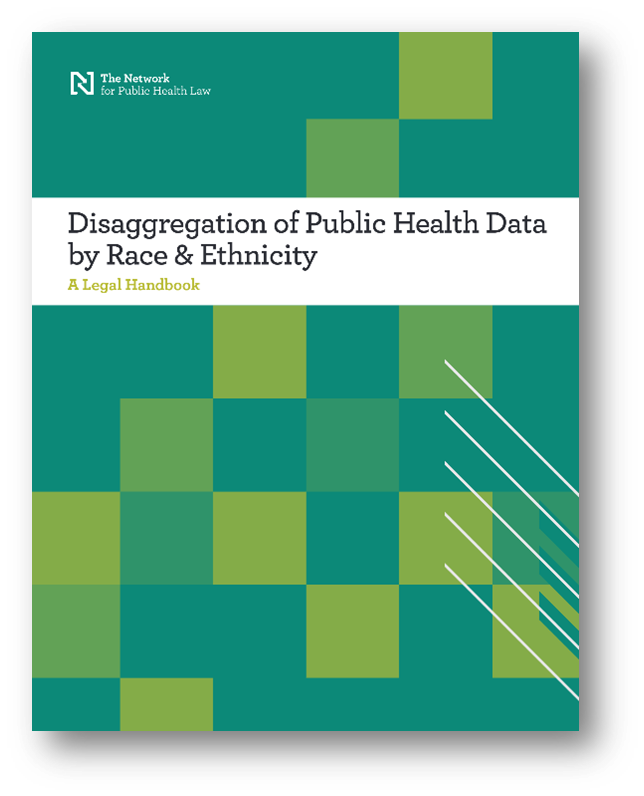 The Network
for Public Health Law
Disaggregation of Public Health Data
by Race & Ethnicity
A Legal Handbook